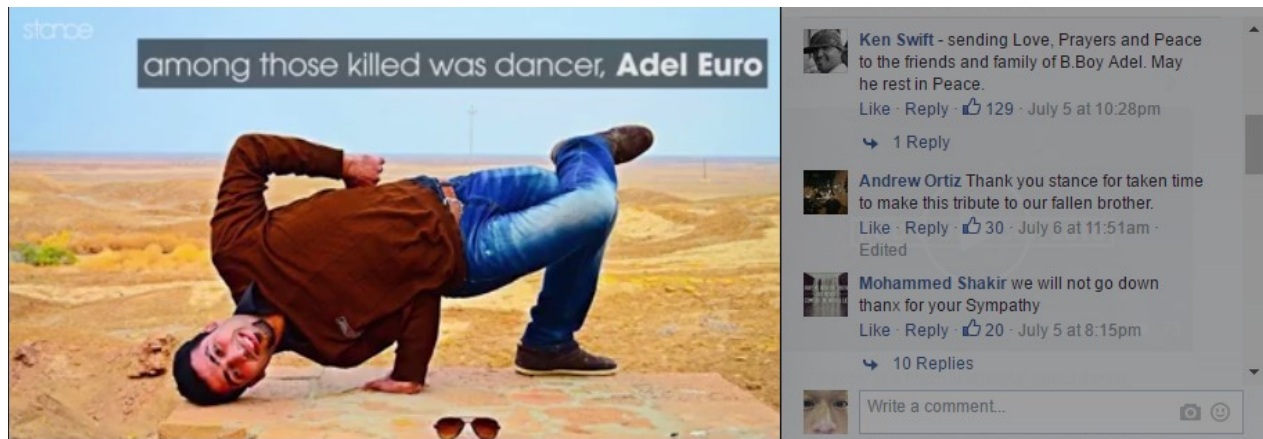 stance
among those killed was dancer, Adel Euro
Ken Swift - sending Love, Prayers and Peace
to the friends and family of B.Boy Adel. May
he rest in Peace.
Like · Reply · 129 · July 5 at 10:28pm
1 Reply
Andrew Ortiz Thank you stance for taken time
to make this tribute to our fallen brother.
Like · Reply · 30 · July 6 at 11:51am ·
Edited
Mohammed Shakir we will not go down
thanx for your Sympathy
Like · Reply · 20 · July 5 at 8:15pm
10 Replies
Write a comment...